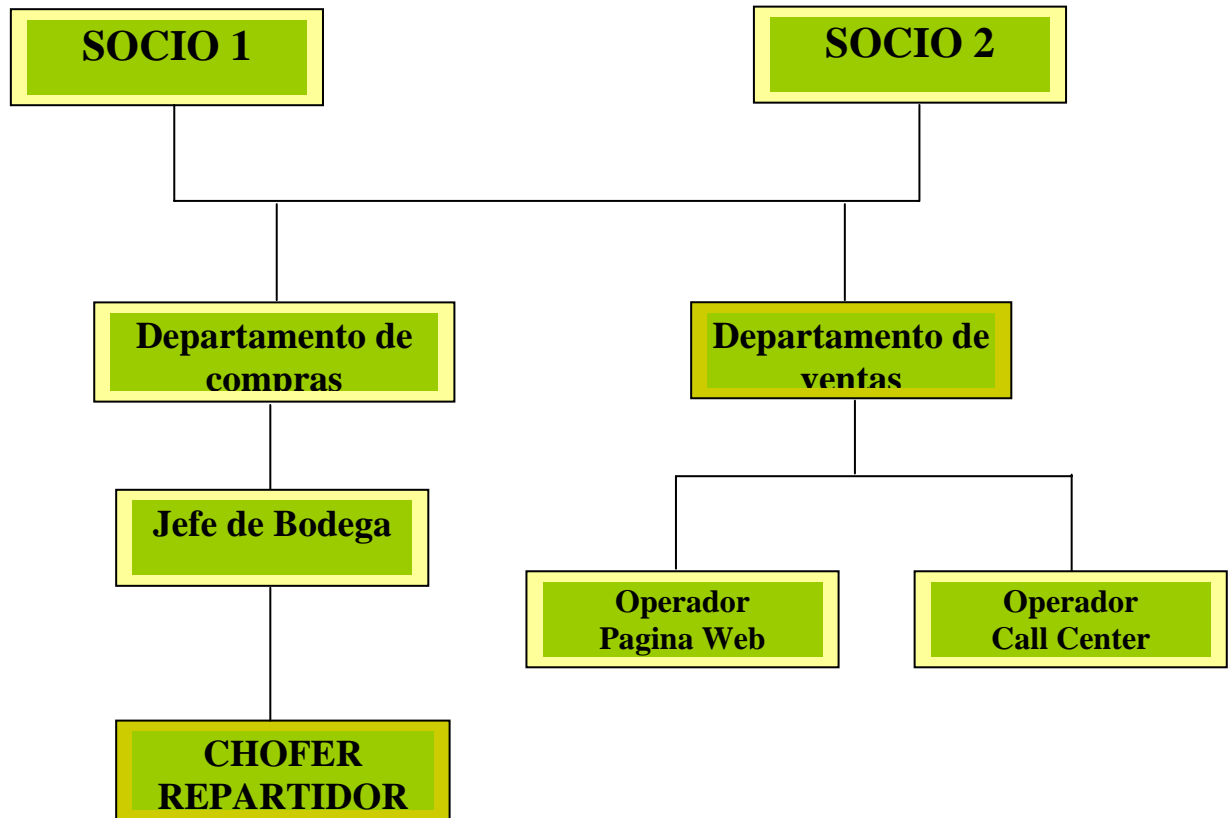 SOCIO 1
SOCIO 2
Departamento de
compras
Departamento de
ventas
Jefe de Bodega
Operador
Pagina Web
Operador
Call Center
CHOFER
REPARTIDOR